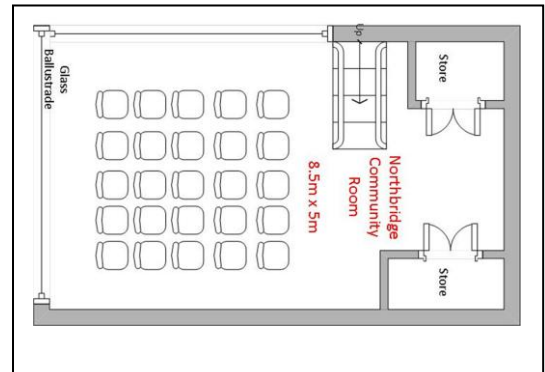 Up
Store
Glass
Ballustrade
Northbridge
Community
Room
8.5m x 5m
Store